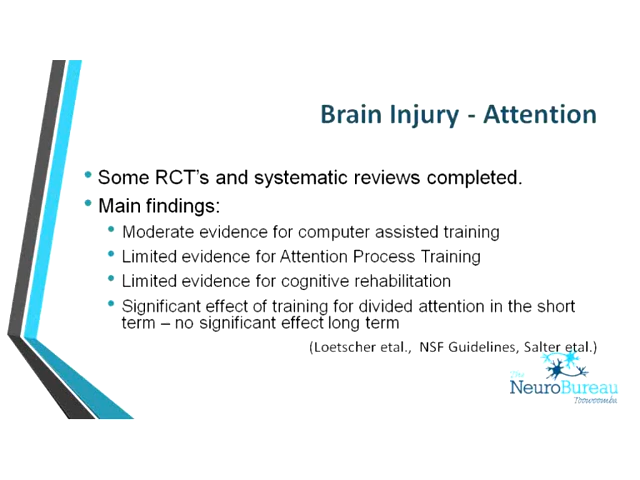 Brain Injury - Attention
• Some RCT's and systematic reviews completed.
• Main findings:
• Moderate evidence for computer assisted training
• Limited evidence for Attention Process Training
• Limited evidence for cognitive rehabilitation
• Significant effect of training for divided attention in the short
term – no significant effect long term
(Loetscher etal., NSF Guidelines, Salter etal.)
The
NeuroBureau
Toowoomba